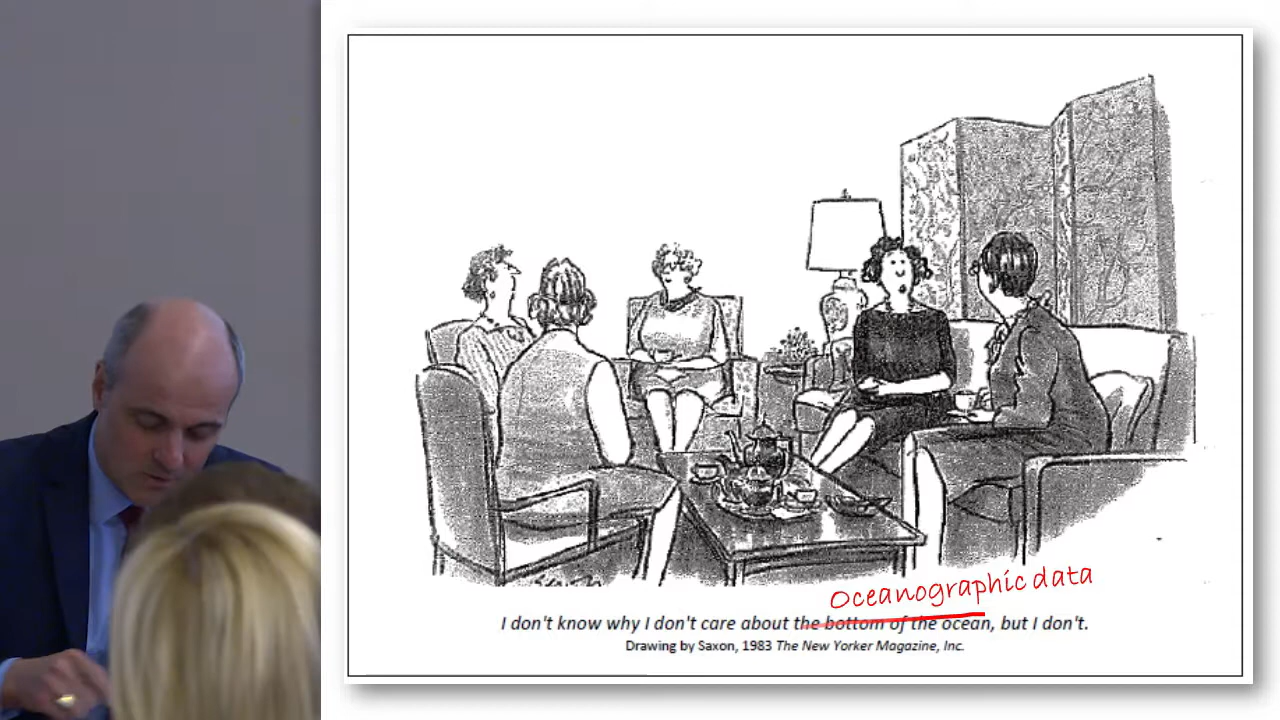 Oceanographic data
I don't know why I don't care about the bottom of the ocean, but I don't.
Drawing by Saxon, 1983 The New Yorker Magazine, Inc.